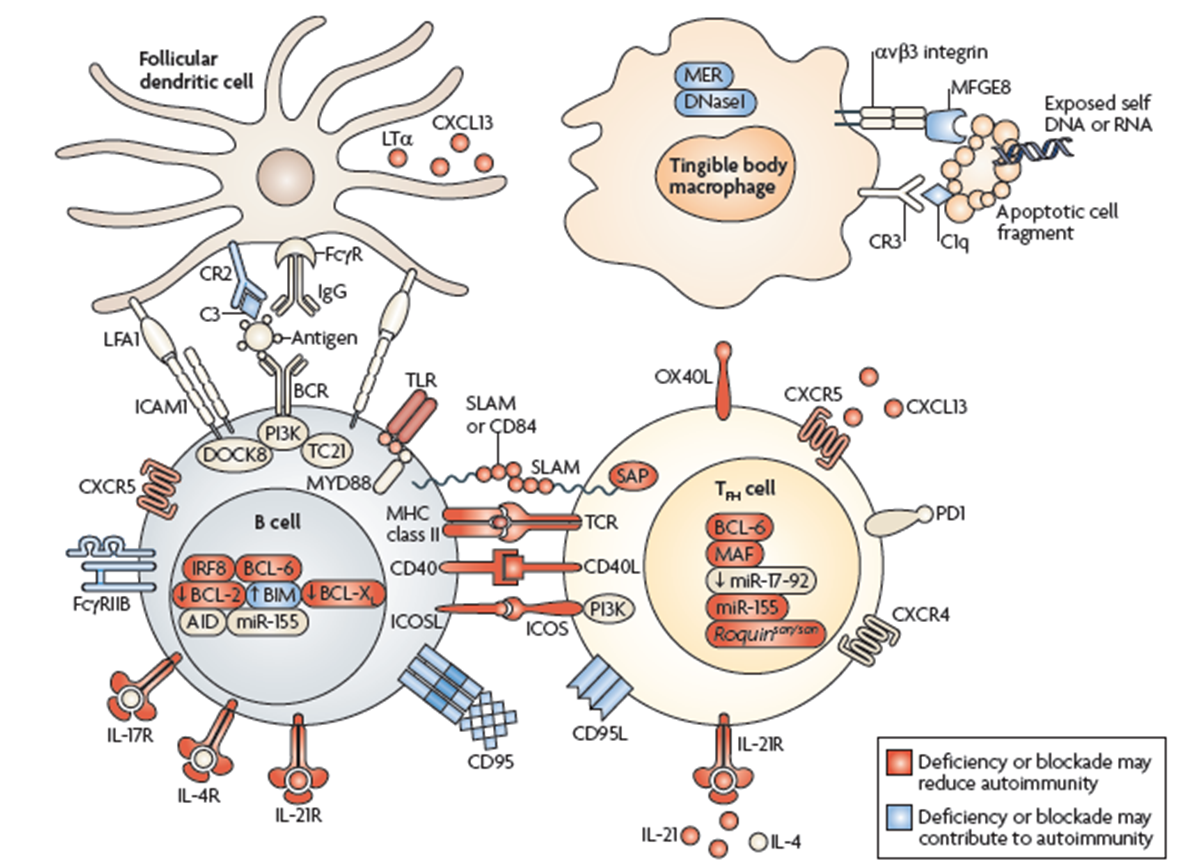 Follicular
dendritic cell
LTα
CXCL13
CR2
FcγR
IgG
C3
Antigen
LFA1
ICAM1
BCR
PI3K
DOCK8
TC21
TLR
MYD88
CXCR5
FcγRIIB
B cell
IRF8
BCL-6
↓BCL-2
↑BIM
↓BCL-XL
AID
miR-155
IL-17R
IL-4R
IL-21R
CD95
SLAM
or CD84
SLAM
SAP
MHC
class II
TCR
CD40
CD40L
ICOSL
ICOS
PI3K
CD95L
MER
DNaseI
Tingible body
macrophage
αvβ3 integrin
MFGE8
Exposed self
DNA or RNA
CR3
C1q
Apoptotic cell
fragment
OX40L
CXCR5
CXCL13
TFH cell
BCL-6
MAF
↓ miR-17-92
miR-155
Roquinsan/san
PD1
CXCR4
IL-21R
IL-21
IL-4
Deficiency or blockade may
reduce autoimmunity
Deficiency or blockade may
contribute to autoimmunity